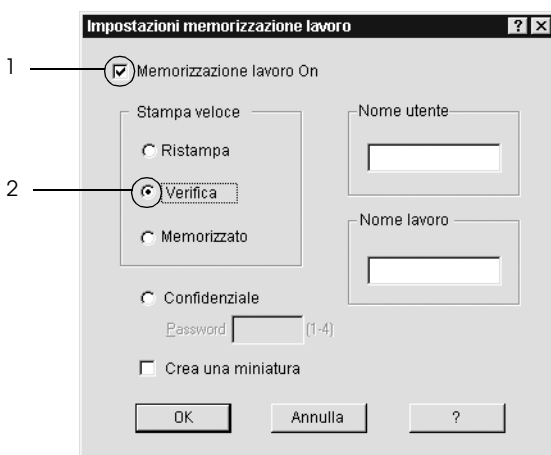 Impostazioni memorizzazione lavoro ? ×
1
Memorizzazione lavoro On
Stampa veloce
Ristampa
2
Verifica
Memorizzato
Nome utente
Nome lavoro
Confidenziale
Password (1-4)
Crea una miniatura
OK Annulla ?